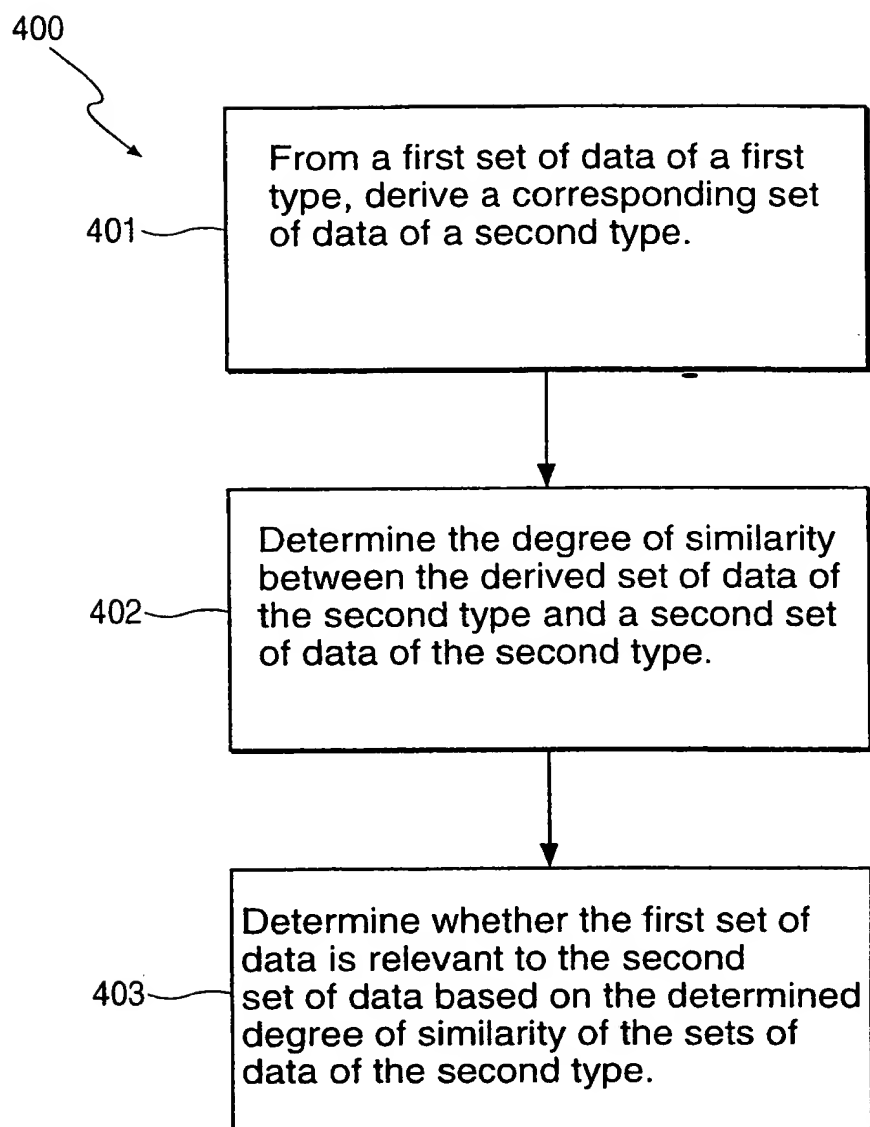 400
From a first set of data of a first
type, derive a corresponding set
of data of a second type.
401
Determine the degree of similarity
between the derived set of data of
the second type and a second set
of data of the second type.
402
Determine whether the first set of
data is relevant to the second
set of data based on the determined
degree of similarity of the sets of
data of the second type.
403